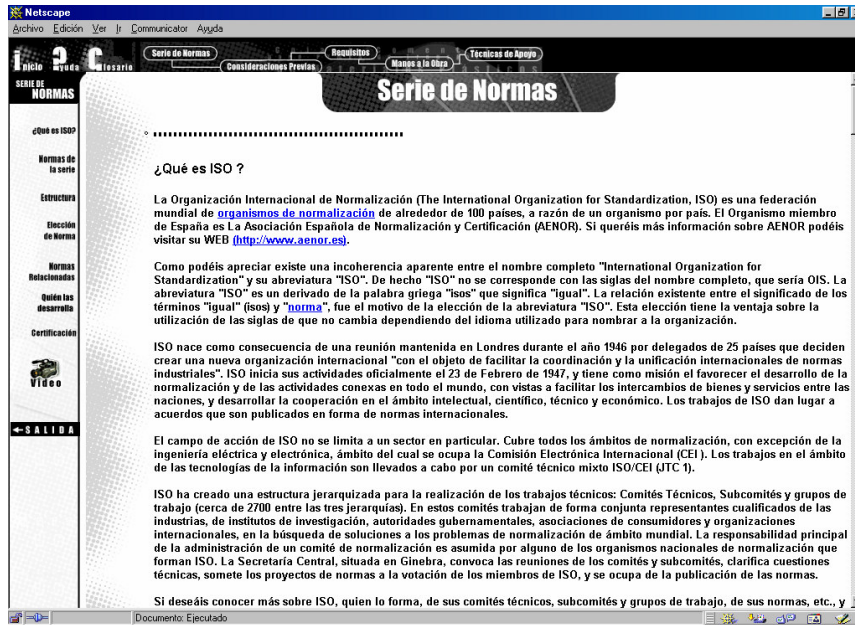 Netscape
Archivo Edición Ver Ir Communicator Ayuda
Inicio Ayuda Glosario
Serie de Normas
Consideraciones Previas
Requisitos
Manos a la Obra
Técnicas de Apoyo
SERIE DE
NORMAS
Serie de Normas
¿Qué es ISO?
Normas de
la serie
Estructura
Elección
de Norma
Normas
Relacionadas
Quién las
desarrolla
Certificación
Vídeo
SALIDA
¿Qué es ISO ?
La Organización Internacional de Normalización (The International Organization for Standardization, ISO) es una federación
mundial de organismos de normalización de alrededor de 100 países, a razón de un organismo por país. El Organismo miembro
de España es La Asociación Española de Normalización y Certificación (AENOR). Si queréis más información sobre AENOR podéis
visitar su WEB (http://www.aenor.es).
Como podéis apreciar existe una incoherencia aparente entre el nombre completo "International Organization for
Standardization" y su abreviatura "ISO". De hecho "ISO" no se corresponde con las siglas del nombre completo, que sería OIS. La
abreviatura "ISO" es un derivado de la palabra griega "isos" que significa "igual". La relación existente entre el significado de los
términos "igual" (isos) y "norma", fue el motivo de la elección de la abreviatura "ISO". Esta elección tiene la ventaja sobre la
utilización de las siglas de que no cambia dependiendo del idioma utilizado para nombrar a la organización.
ISO nace como consecuencia de una reunión mantenida en Londres durante el año 1946 por delegados de 25 países que deciden
crear una nueva organización internacional "con el objeto de facilitar la coordinación y la unificación internacionales de normas
industriales". ISO inicia sus actividades oficialmente el 23 de Febrero de 1947, y tiene como misión el favorecer el desarrollo de la
normalización y de las actividades conexas en todo el mundo, con vistas a facilitar los intercambios de bienes y servicios entre las
naciones, y desarrollar la cooperación en el ámbito intelectual, científico, técnico y económico. Los trabajos de ISO dan lugar a
acuerdos que son publicados en forma de normas internacionales.
El campo de acción de ISO no se limita a un sector en particular. Cubre todos los ámbitos de normalización, con excepción de la
ingeniería eléctrica y electrónica, ámbito del cual se ocupa la Comisión Electrónica Internacional (CEI ). Los trabajos en el ámbito
de las tecnologías de la información son llevados a cabo por un comité técnico mixto ISO/CEI (JTC 1).
ISO ha creado una estructura jerarquizada para la realización de los trabajos técnicos: Comités Técnicos, Subcomités y grupos de
trabajo (cerca de 2700 entre las tres jerarquías). En estos comités trabajan de forma conjunta representantes cualificados de las
industrias, de institutos de investigación, autoridades gubernamentales, asociaciones de consumidores y organizaciones
internacionales, en la búsqueda de soluciones a los problemas de normalización de ámbito mundial. La responsabilidad principal
de la administración de un comité de normalización es asumida por alguno de los organismos nacionales de normalización que
forman ISO. La Secretaría Central, situada en Ginebra, convoca las reuniones de los comités y subcomités, clarifica cuestiones
técnicas, somete los proyectos de normas a la votación de los miembros de ISO, y se ocupa de la publicación de las normas.
Si deseáis conocer más sobre ISO, quien lo forma, de sus comités técnicos, subcomités y grupos de trabajo, de sus normas, etc., y
Documento: Ejecutado